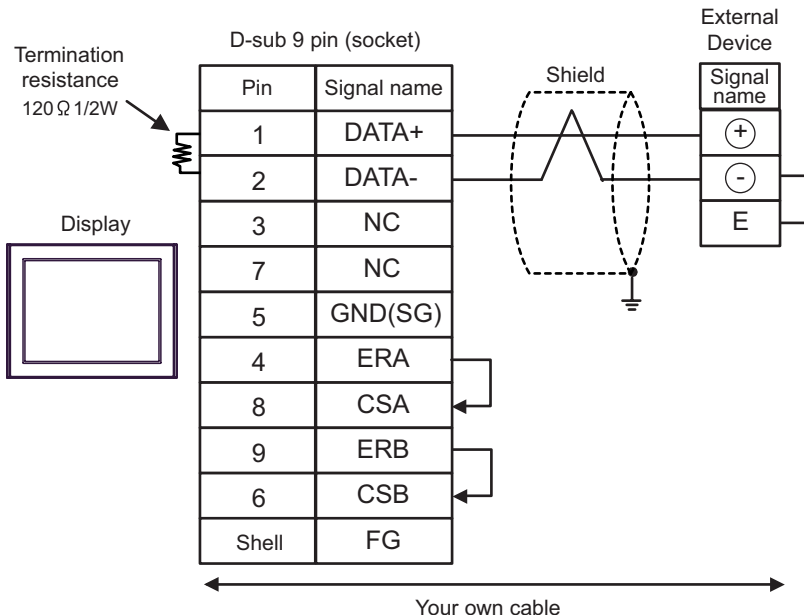 External
Device
D-sub 9 pin (socket)
Termination
resistance
120 Ω 1/2W
Shield
Pin Signal name
Signal
name
1 DATA+
+
2 DATA-
-
3 NC
E
Display
7 NC
5 GND(SG)
4 ERA
8 CSA
9 ERB
6 CSB
Shell FG
Your own cable